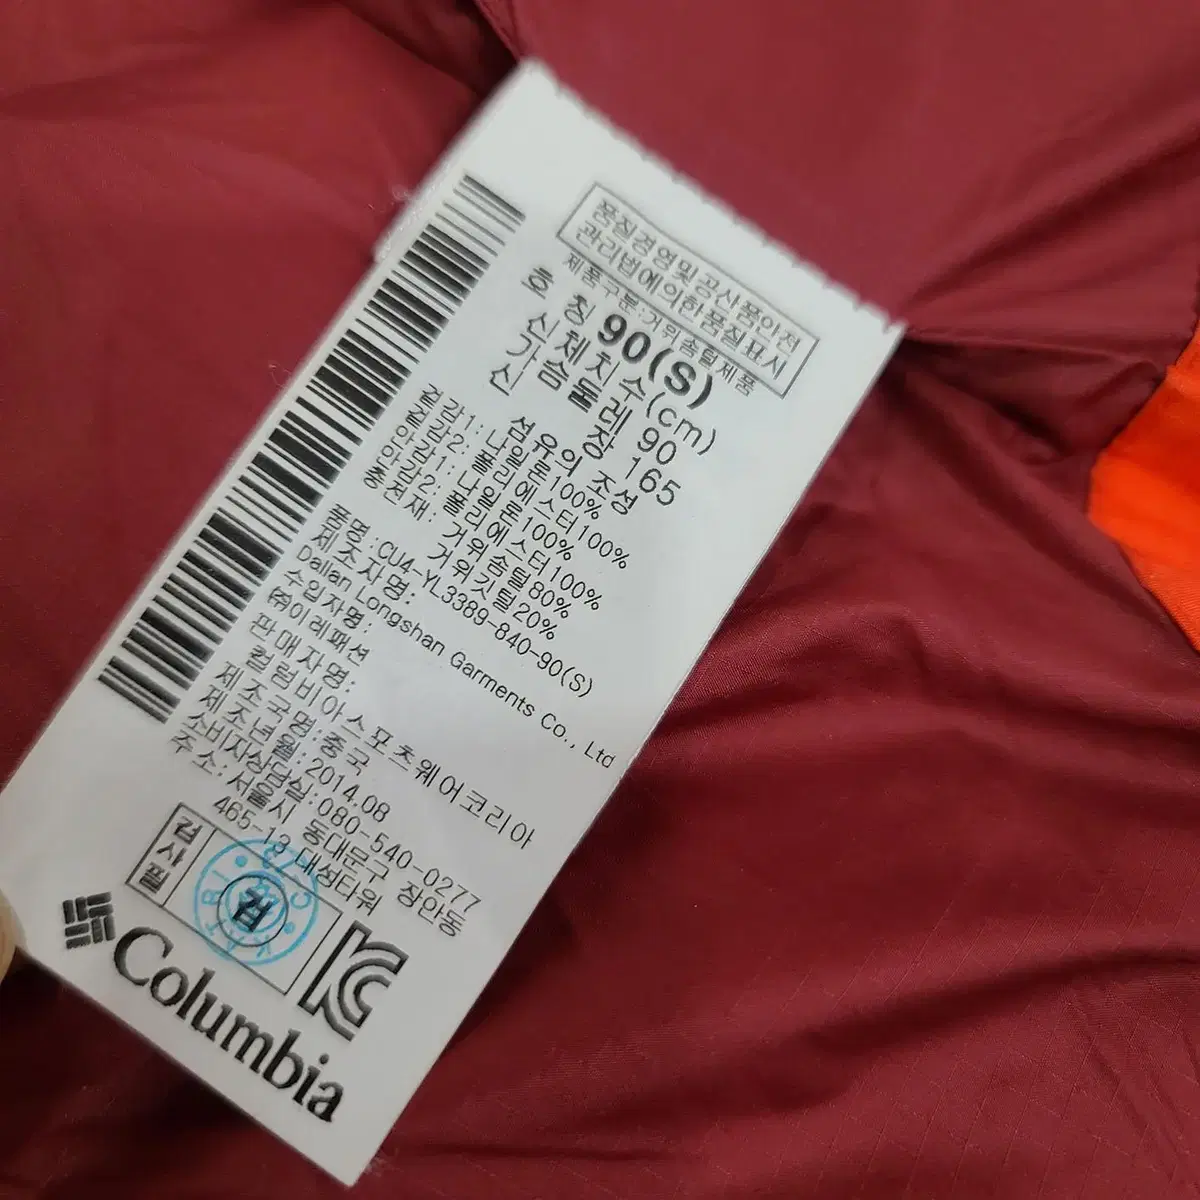 품질경영및공산품안전
관리법에의한품질표시
제품구분:거위솜털제품
호 칭 90(S)
신체치수(cm)
가슴둘레 90
신 장 165
섬유의 조성
겉감1: 나일론100%
겉감2: 폴리에스터100%
안감1: 나일론100%
안감2: 폴리에스터100%
충전재: 거위솜털80%
거위깃털20%
품명:CU4-YL3389-840-90(S)
제조자명:
Dalian Longshan Garments Co., Ltd
수입자명:
㈜이레패션
판매자명:
컬럼비아스포츠웨어코리아
제조국명:중국
제조년월:2014.08
소비자상담실:080-540-0277
주소:서울시 동대문구 장안동
465-13 대성타워
검사필
검
Columbia